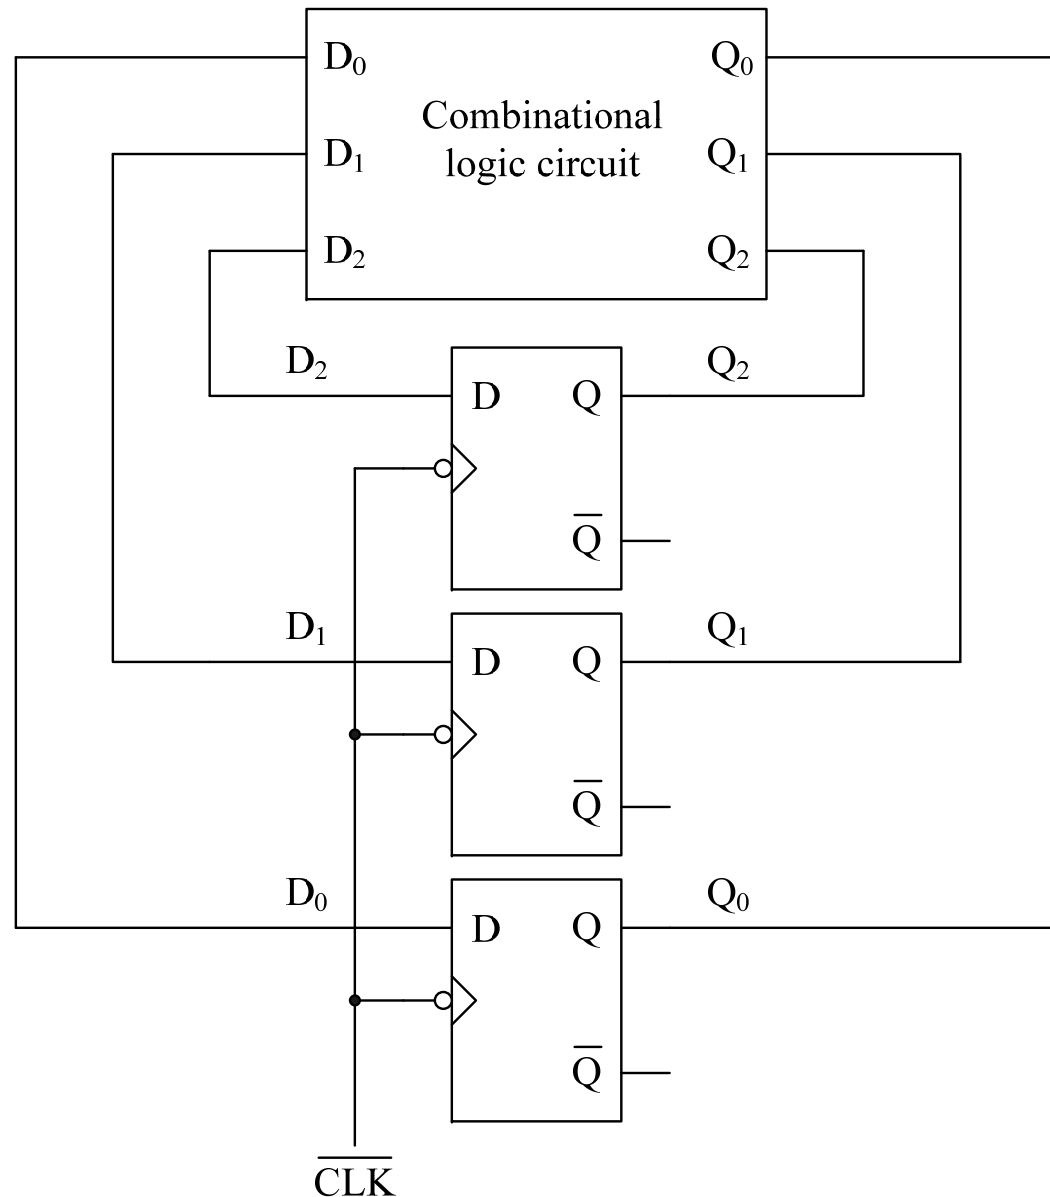 D₀ Q₀
Combinational
D₁ logic circuit Q₁
D₂ Q₂
D₂ Q₂
D Q
Q̅
D₁ Q₁
D Q
Q̅
D₀ Q₀
D Q
Q̅
C̅L̅K̅